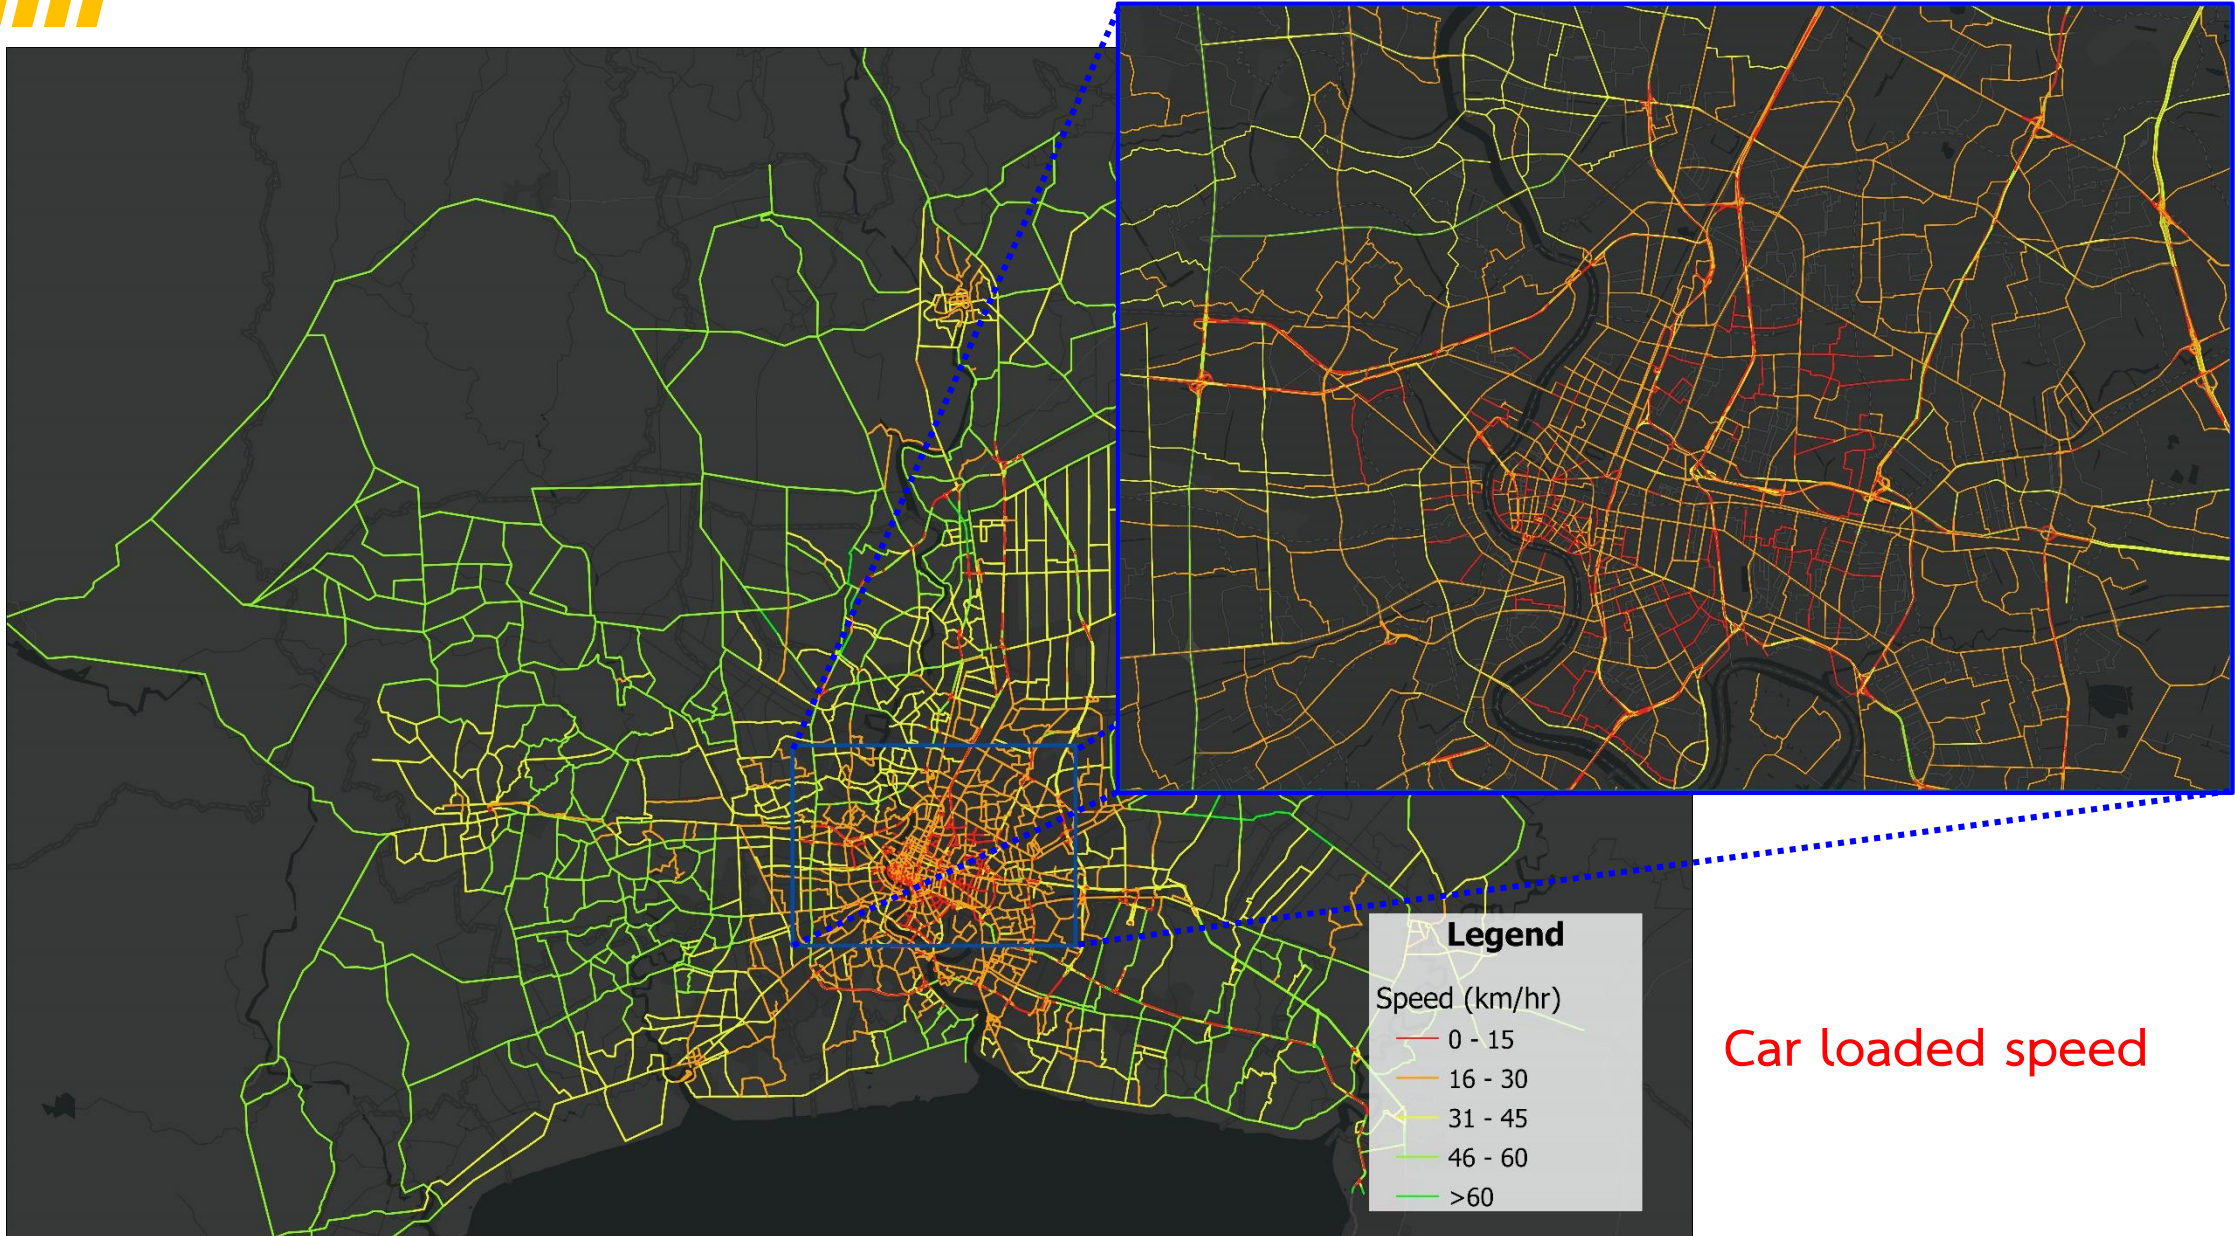 Legend
Speed (km/hr)
0 - 15
16 - 30
31 - 45
46 - 60
>60
Car loaded speed